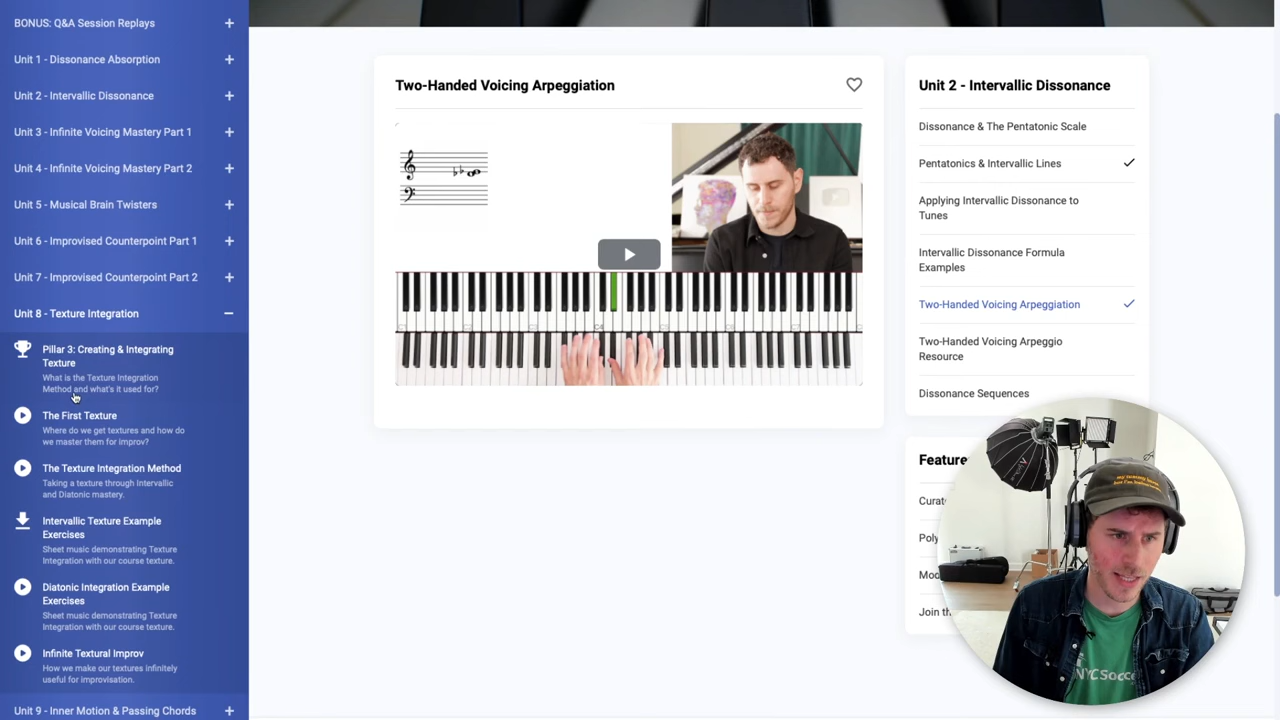 BONUS: Q&A Session Replays
Unit 1 - Dissonance Absorption
Unit 2 - Intervallic Dissonance
Unit 3 - Infinite Voicing Mastery Part 1
Unit 4 - Infinite Voicing Mastery Part 2
Unit 5 - Musical Brain Twisters
Unit 6 - Improvised Counterpoint Part 1
Unit 7 - Improvised Counterpoint Part 2
Unit 8 - Texture Integration
Pillar 3: Creating & Integrating
Texture
What is the Texture Integration
Method and what's it used for?
The First Texture
Where do we get textures and how do
we master them for improv?
The Texture Integration Method
Taking a texture through Intervallic
and Diatonic mastery.
Intervallic Texture Example
Exercises
Sheet music demonstrating Texture
Integration with our course texture.
Diatonic Integration Example
Exercises
Sheet music demonstrating Texture
Integration with our course texture.
Infinite Textural Improv
How we make our textures infinitely
useful for improvisation.
Unit 9 - Inner Motion & Passing Chords
Two-Handed Voicing Arpeggiation
Unit 2 - Intervallic Dissonance
Dissonance & The Pentatonic Scale
Pentatonics & Intervallic Lines
Applying Intervallic Dissonance to
Tunes
Intervallic Dissonance Formula
Examples
Two-Handed Voicing Arpeggiation
Two-Handed Voicing Arpeggio
Resource
Dissonance Sequences
Feature
Curate
Poly
Mod
Join th
NYC Socce